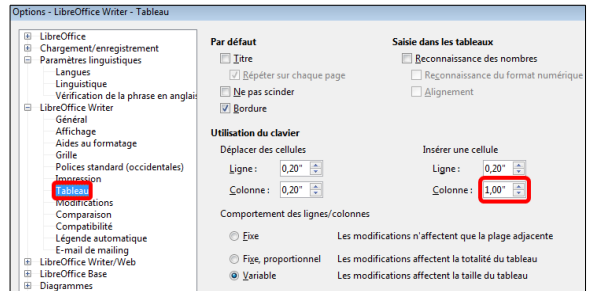 Options - LibreOffice Writer - Tableau
LibreOffice
Chargement/enregistrement
Paramètres linguistiques
Langues
Linguistique
Vérification de la phrase en anglais
LibreOffice Writer
Général
Affichage
Aides au formatage
Grille
Polices standard (occidentales)
Impression
Tableau
Modifications
Comparaison
Compatibilité
Légende automatique
E-mail de mailing
LibreOffice Writer/Web
LibreOffice Base
Diagrammes
Par défaut
Titre
Répéter sur chaque page
Ne pas scinder
Bordure
Saisie dans les tableaux
Reconnaissance des nombres
Reconnaissance du format numérique
Alignement
Utilisation du clavier
Déplacer des cellules
Ligne : 0,20"
Colonne : 0,20"
Insérer une cellule
Ligne : 0,20"
Colonne : 1,00"
Comportement des lignes/colonnes
Fixe Les modifications n'affectent que la plage adjacente
Fixe, proportionnel Les modifications affectent la totalité du tableau
Variable Les modifications affectent la taille du tableau